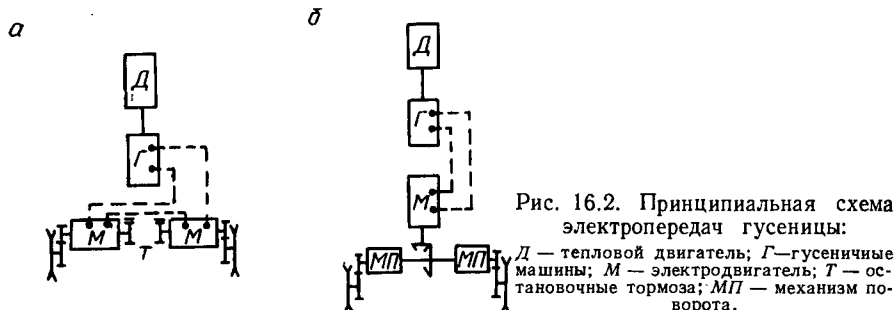 а
б
Д
Г
М
М
Т
Д
Г
М
МП
МП
Рис. 16.2. Принципиальная схема
электропередач гусеницы:
Д — тепловой двигатель; Г—гусеничные
машины; М — электродвигатель; Т — ос-
тановочные тормоза; МП — механизм по-
ворота.